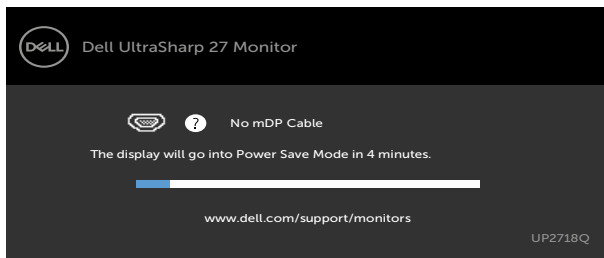 DELL
Dell UltraSharp 27 Monitor
? No mDP Cable
The display will go into Power Save Mode in 4 minutes.
www.dell.com/support/monitors
UP2718Q